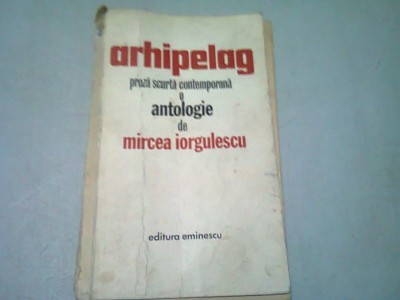 arhipelag
proză scurtă contemporană
o
antologie
de
mircea iorgulescu
editura eminescu